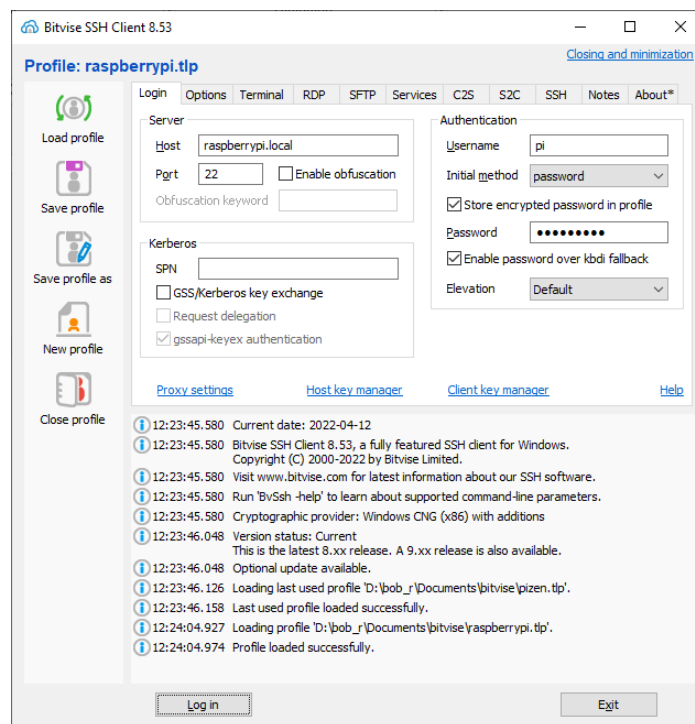 Bitvise SSH Client 8.53
Closing and minimization
Profile: raspberrypi.tlp
Load profile
Save profile
Save profile as
New profile
Close profile
Login Options Terminal RDP SFTP Services C2S S2C SSH Notes About*
Server
Host raspberrypi.local
Port 22 Enable obfuscation
Obfuscation keyword
Kerberos
SPN
GSS/Kerberos key exchange
Request delegation
gssapi-keyex authentication
Authentication
Username pi
Initial method password
Store encrypted password in profile
Password •••••••••
Enable password over kbdi fallback
Elevation Default
Proxy settings Host key manager Client key manager Help
12:23:45.580 Current date: 2022-04-12
12:23:45.580 Bitvise SSH Client 8.53, a fully featured SSH client for Windows.
Copyright (C) 2000-2022 by Bitvise Limited.
12:23:45.580 Visit www.bitvise.com for latest information about our SSH software.
12:23:45.580 Run 'BvSsh -help' to learn about supported command-line parameters.
12:23:45.580 Cryptographic provider: Windows CNG (x86) with additions
12:23:46.048 Version status: Current
This is the latest 8.xx release. A 9.xx release is also available.
12:23:46.048 Optional update available.
12:23:46.126 Loading last used profile 'D:\bob_r\Documents\bitvise\pizen.tlp'.
12:23:46.158 Last used profile loaded successfully.
12:24:04.927 Loading profile 'D:\bob_r\Documents\bitvise\raspberrypi.tlp'.
12:24:04.974 Profile loaded successfully.
Log in Exit